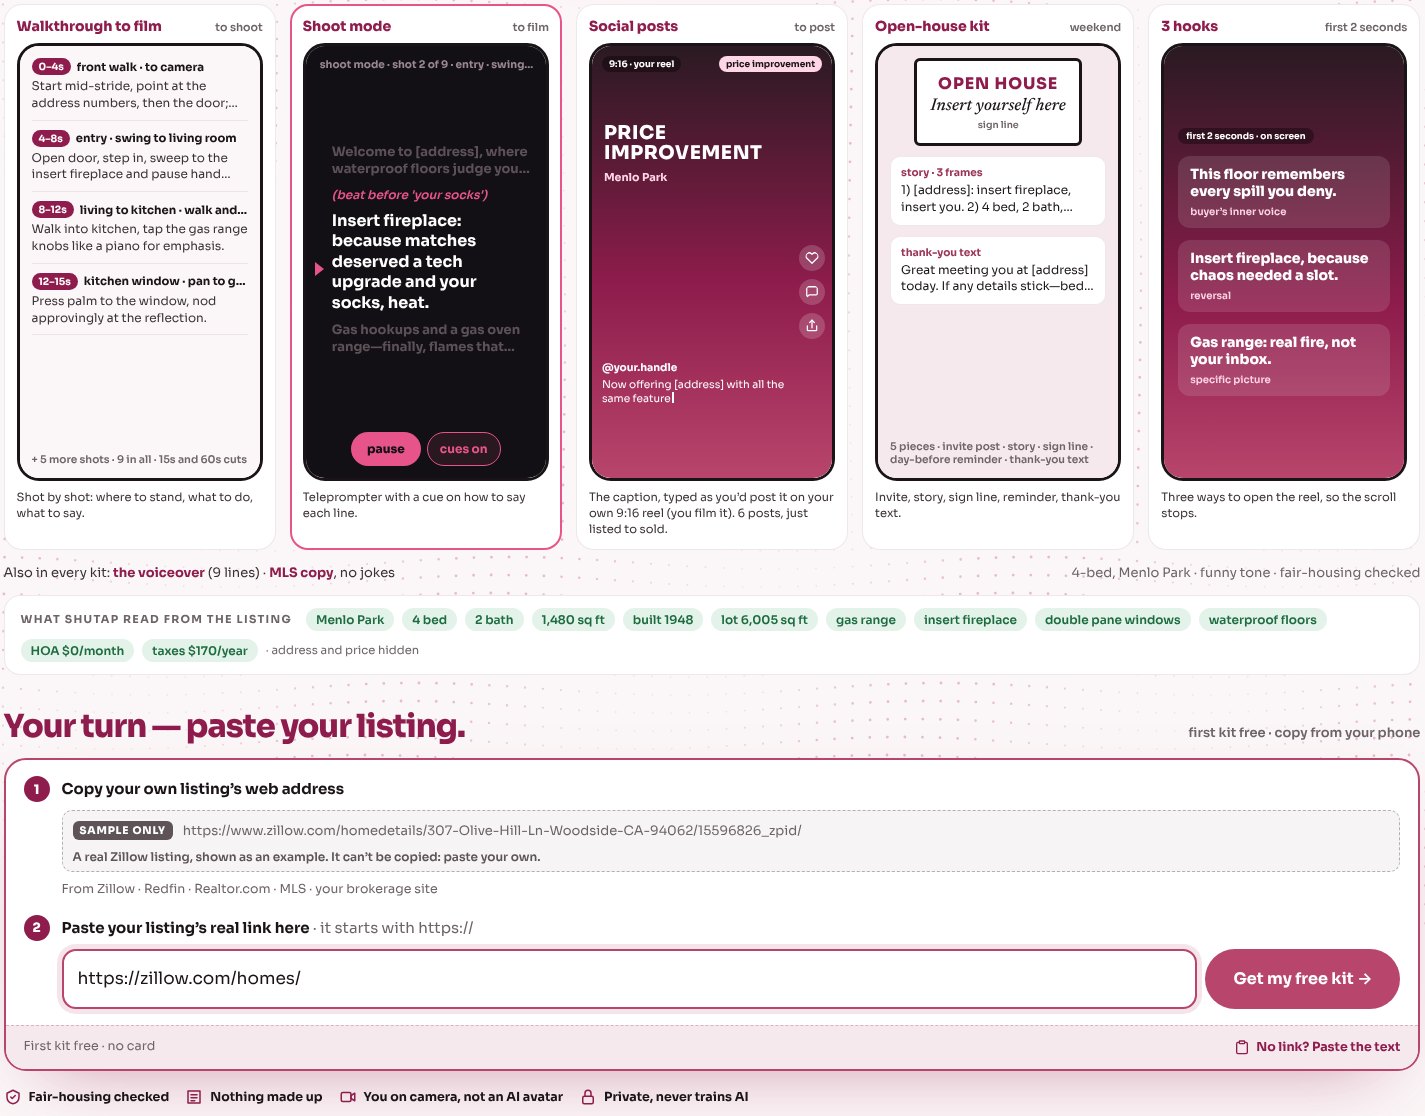 Walkthrough to film
to shoot
0–4s front walk · to camera
Start mid-stride, point at the
address numbers, then the door;...
4–8s entry · swing to living room
Open door, step in, sweep to the
insert fireplace and pause hand...
8–12s living to kitchen · walk and...
Walk into kitchen, tap the gas range
knobs like a piano for emphasis.
12–15s kitchen window · pan to g...
Press palm to the window, nod
approvingly at the reflection.
+ 5 more shots · 9 in all · 15s and 60s cuts
Shot by shot: where to stand, what to do,
what to say.
Shoot mode
to film
shoot mode · shot 2 of 9 · entry · swing...
Welcome to [address], where
waterproof floors judge you...
(beat before 'your socks')
Insert fireplace:
because matches
deserved a tech
upgrade and your
socks, heat.
Gas hookups and a gas oven
range—finally, flames that...
pause
cues on
Teleprompter with a cue on how to say
each line.
Social posts
to post
9:16 · your reel
price improvement
PRICE
IMPROVEMENT
Menlo Park
@your.handle
Now offering [address] with all the
same feature
The caption, typed as you'd post it on your
own 9:16 reel (you film it). 6 posts, just
listed to sold.
Open-house kit
weekend
OPEN HOUSE
Insert yourself here
sign line
story · 3 frames
1) [address]: insert fireplace,
insert you. 2) 4 bed, 2 bath,...
thank-you text
Great meeting you at [address]
today. If any details stick—bed...
5 pieces · invite post · story · sign line ·
day-before reminder · thank-you text
Invite, story, sign line, reminder, thank-you
text.
3 hooks
first 2 seconds
first 2 seconds · on screen
This floor remembers
every spill you deny.
buyer's inner voice
Insert fireplace, because
chaos needed a slot.
reversal
Gas range: real fire, not
your inbox.
specific picture
Three ways to open the reel, so the scroll
stops.
Also in every kit: the voiceover (9 lines) · MLS copy, no jokes
4-bed, Menlo Park · funny tone · fair-housing checked
WHAT SHUTAP READ FROM THE LISTING Menlo Park 4 bed 2 bath 1,480 sq ft built 1948 lot 6,005 sq ft gas range insert fireplace double pane windows waterproof floors
HOA $0/month taxes $170/year · address and price hidden
Your turn — paste your listing.
first kit free · copy from your phone
1 Copy your own listing's web address
SAMPLE ONLY https://www.zillow.com/homedetails/307-Olive-Hill-Ln-Woodside-CA-94062/15596826_zpid/
A real Zillow listing, shown as an example. It can't be copied: paste your own.
From Zillow · Redfin · Realtor.com · MLS · your brokerage site
2 Paste your listing's real link here · it starts with https://
https://zillow.com/homes/
Get my free kit →
First kit free · no card
No link? Paste the text
Fair-housing checked Nothing made up You on camera, not an AI avatar Private, never trains AI